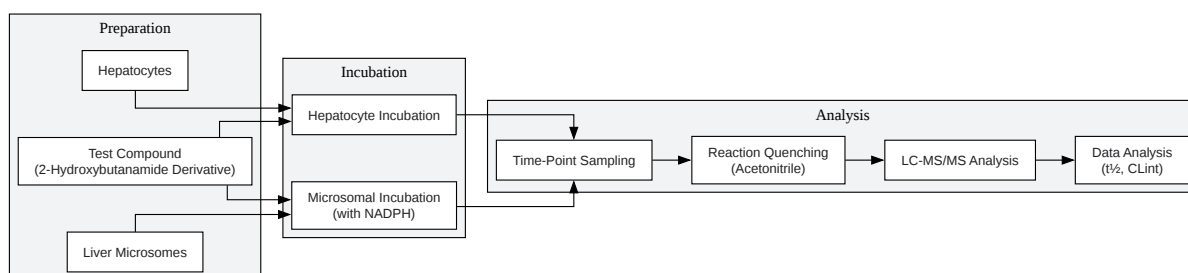 Preparation
Hepatocytes
Test Compound
(2-Hydroxybutanamide Derivative)
Liver Microsomes
Incubation
Hepatocyte Incubation
Microsomal Incubation
(with NADPH)
Analysis
Time-Point Sampling
Reaction Quenching
(Acetonitrile)
LC-MS/MS Analysis
Data Analysis
(t½, CLint)